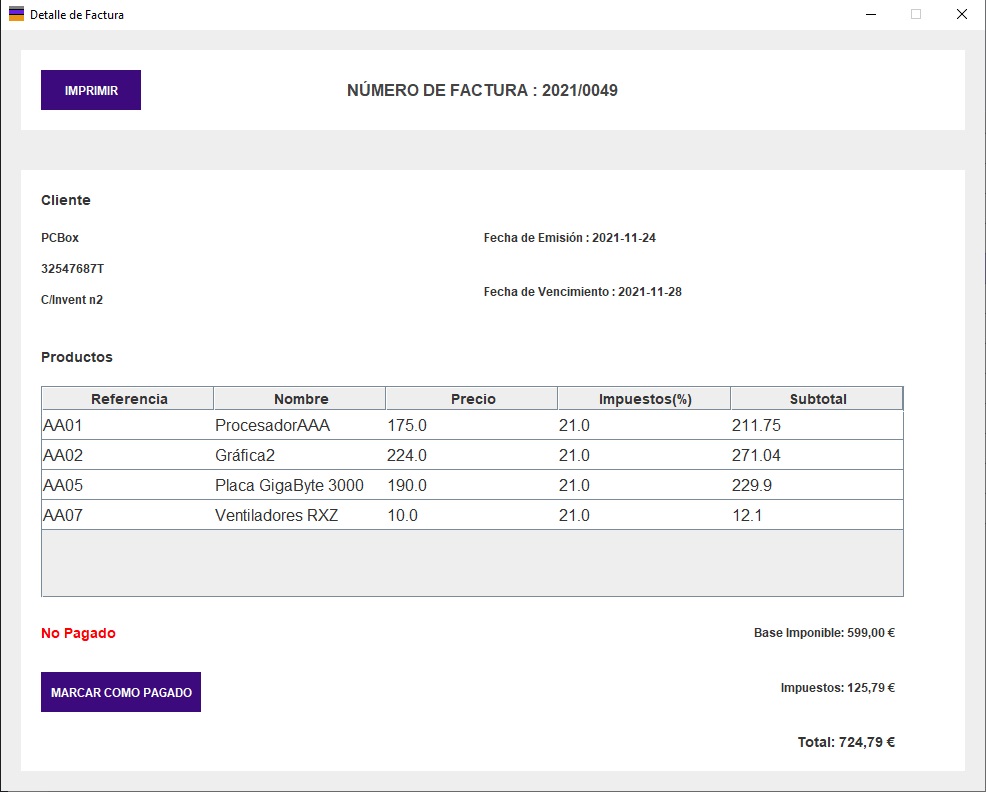 Detalle de Factura
IMPRIMIR
NÚMERO DE FACTURA : 2021/0049
Cliente
PCBox
Fecha de Emisión : 2021-11-24
32547687T
Fecha de Vencimiento : 2021-11-28
C/Invent n2
Productos
Referencia Nombre Precio Impuestos(%) Subtotal
AA01 ProcesadorAAA 175.0 21.0 211.75
AA02 Gráfica2 224.0 21.0 271.04
AA05 Placa GigaByte 3000 190.0 21.0 229.9
AA07 Ventiladores RXZ 10.0 21.0 12.1
No Pagado
Base Imponible: 599,00 €
MARCAR COMO PAGADO
Impuestos: 125,79 €
Total: 724,79 €